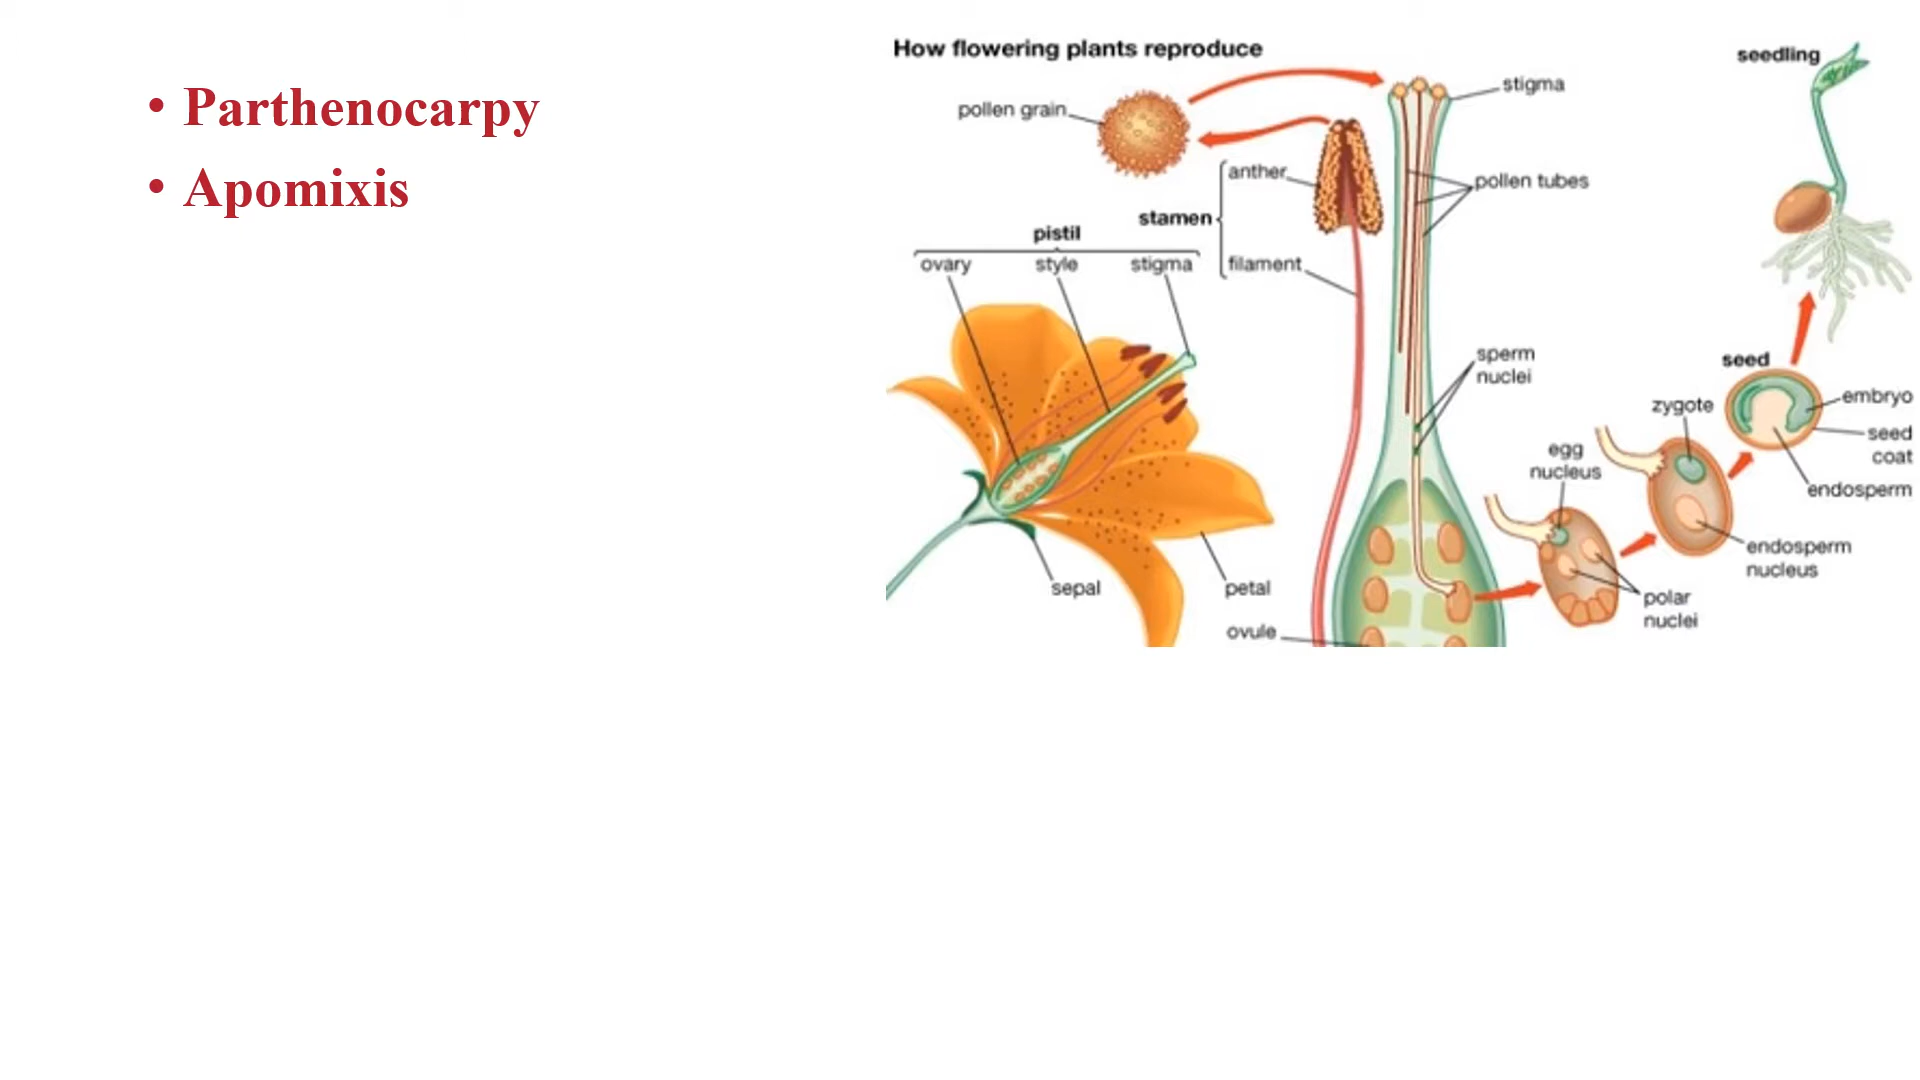 • Parthenocarpy
• Apomixis
How flowering plants reproduce
pollen grain
stigma
seedling
anther
pollen tubes
stamen
filament
pistil
ovary style stigma
sperm
nuclei
seed
embryo
zygote
seed
coat
egg
nucleus
endosperm
endosperm
nucleus
sepal
petal
polar
nuclei
ovule